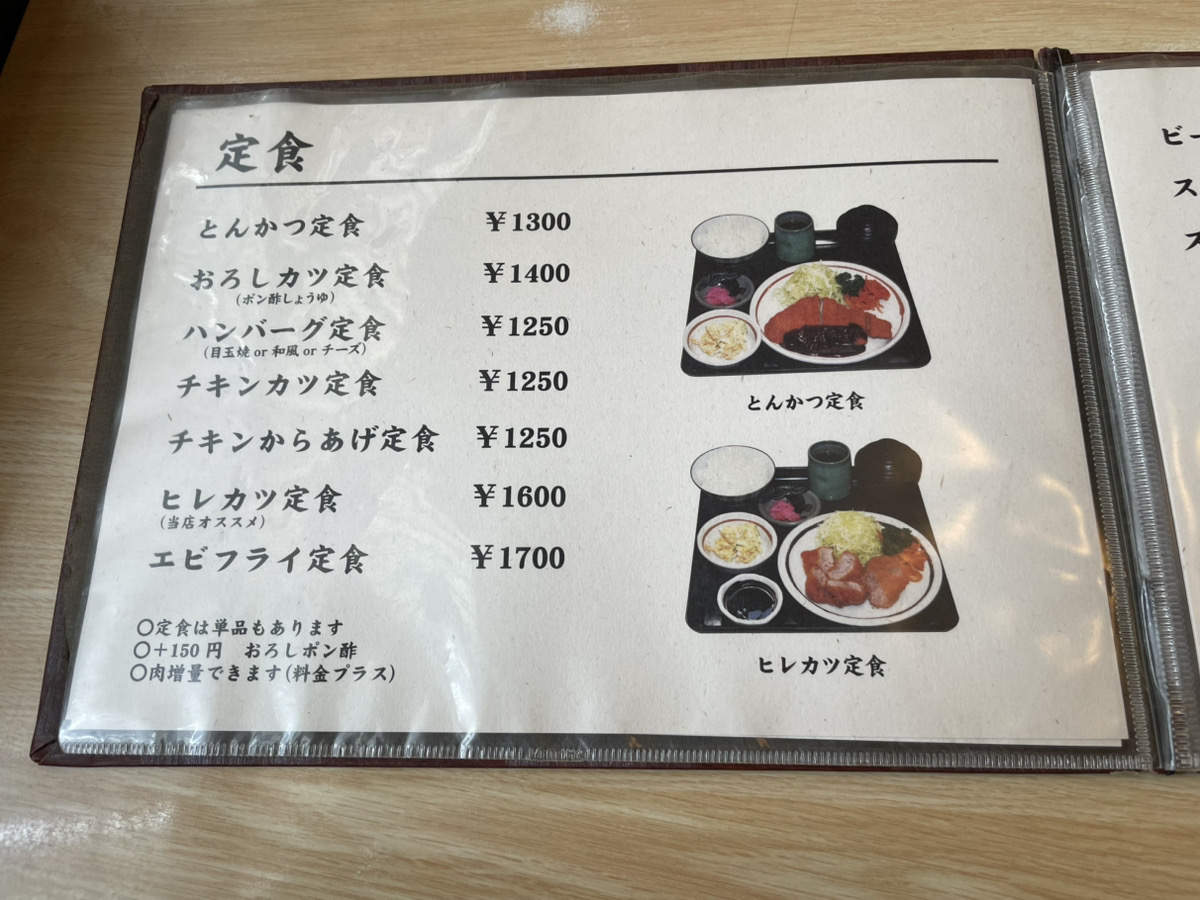 定食
とんかつ定食 ￥1300
おろしカツ定食 ￥1400
(ポン酢しょうゆ)
ハンバーグ定食 ￥1250
(目玉焼 or 和風 or チーズ)
チキンカツ定食 ￥1250
チキンからあげ定食 ￥1250
ヒレカツ定食 ￥1600
(当店オススメ)
エビフライ定食 ￥1700
〇定食は単品もあります
〇＋150 円　おろしポン酢
〇肉増量できます(料金プラス)
とんかつ定食
ヒレカツ定食
ビー
ス